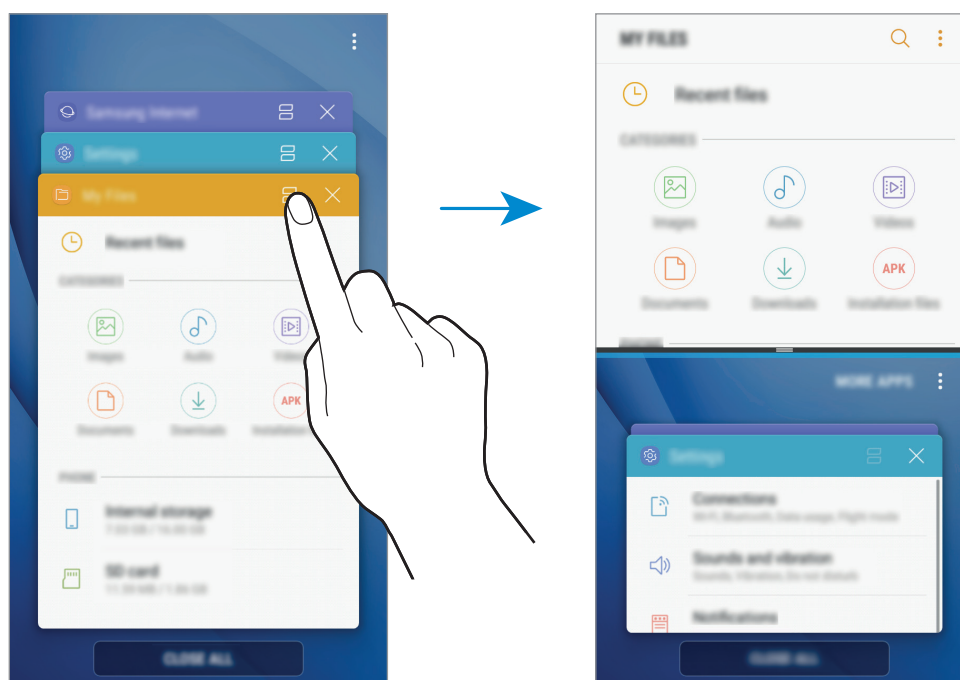 Samsung Internet
Settings
My Files
Recent files
CATEGORIES
Images
Audio
Videos
Documents
Downloads
APK
PHONE
Internal storage
SD card
CLOSE ALL
MY FILES
Recent files
CATEGORIES
Images
Audio
Videos
APK
Documents
Downloads
Installation files
PHONE
MORE APPS
Settings
Connections
Wi-Fi, Bluetooth, Data usage, Flight mode
Sounds and vibration
Sounds, Vibration, Do not disturb
Notifications
CLOSE ALL